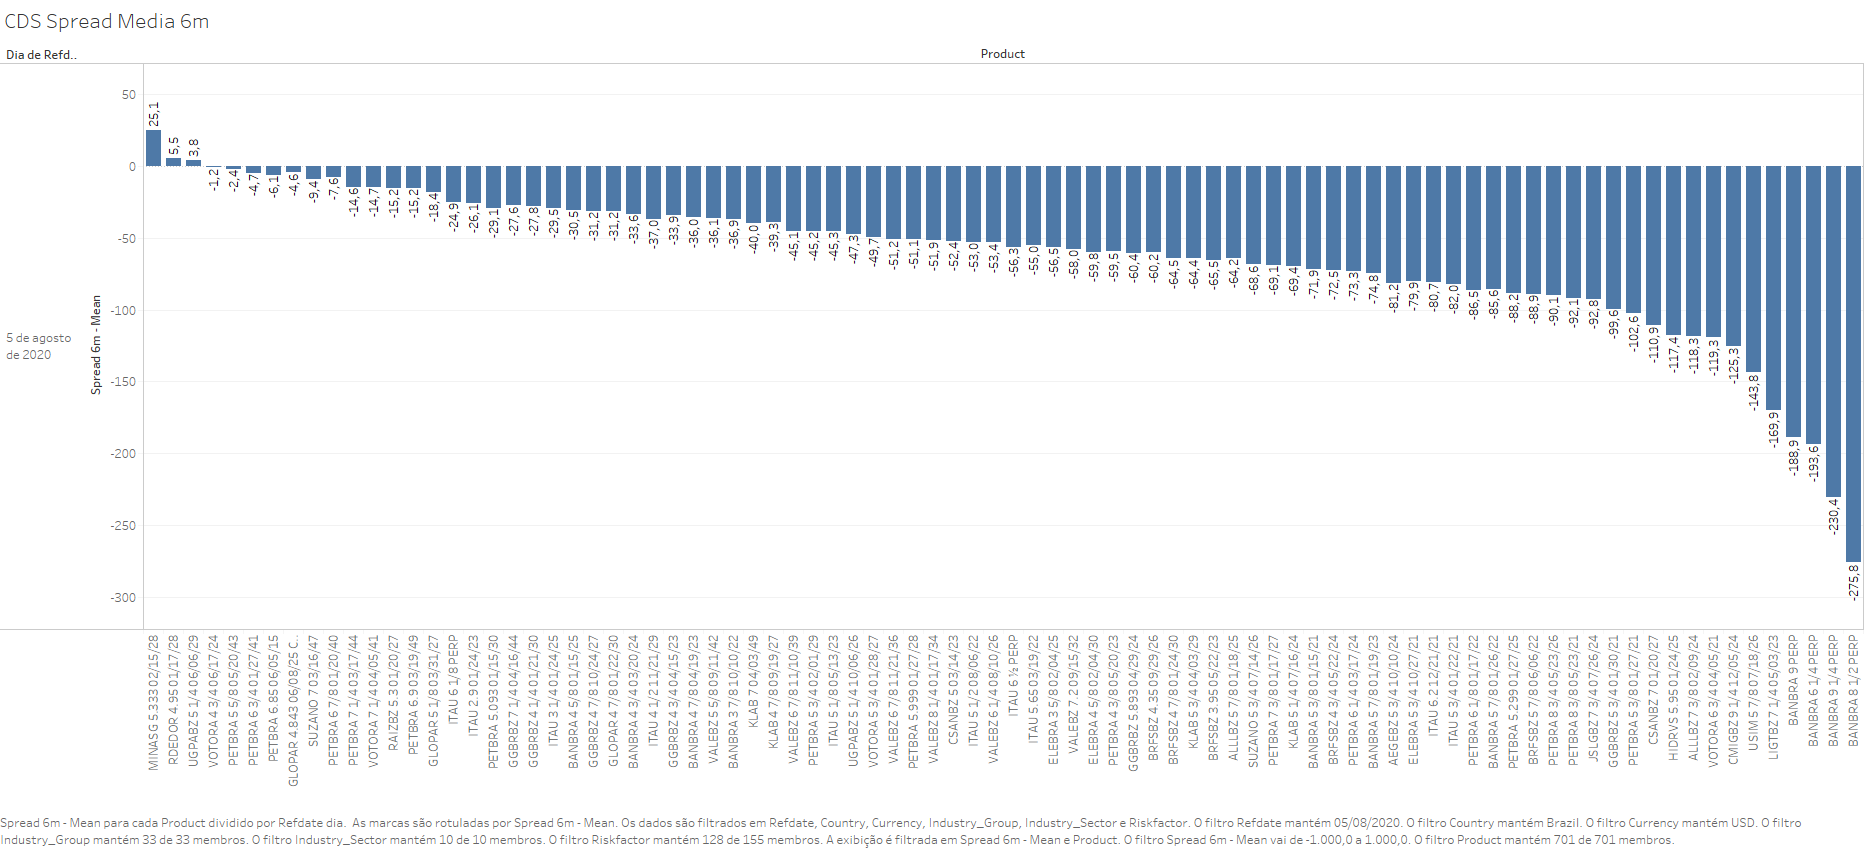 CDS Spread Media 6m
Dia de Refd..
Product
50
0
-50
-100
-150
-200
-250
-300
Spread 6m - Mean
5 de agosto
de 2020
25,1
5,5
3,8
-1,2
-2,4
-4,7
-6,1
-4,6
-9,4
-7,6
-14,6
-14,7
-15,2
-15,2
-18,4
-24,9
-26,1
-29,1
-27,6
-27,8
-29,5
-30,5
-31,2
-31,2
-33,6
-37,0
-33,9
-36,0
-36,1
-36,9
-40,0
-39,3
-45,1
-45,2
-45,3
-47,3
-49,7
-51,2
-51,1
-51,9
-52,4
-53,0
-53,4
-56,3
-55,0
-56,5
-58,0
-59,8
-59,5
-60,4
-60,2
-64,5
-64,4
-65,5
-64,2
-68,6
-69,1
-69,4
-71,9
-72,5
-73,3
-74,8
-81,2
-79,9
-80,7
-82,0
-86,5
-85,6
-88,2
-88,9
-90,1
-92,1
-92,8
-99,6
-102,6
-110,9
-117,4
-118,3
-119,3
-125,3
-143,8
-169,9
-188,9
-193,6
-230,4
-275,8
MINASG 5.333 02/15/28
RDEDOR 4.95 01/17/28
UGPABZ 5 1/4 06/06/29
VOTORA 4 3/4 06/17/24
PETBRA 5 5/8 05/20/43
PETBRA 6 3/4 01/27/41
PETBRA 6.85 06/05/15
GLOPAR 4.843 06/08/25 C..
SUZANO 7 03/16/47
PETBRA 6 7/8 01/20/40
PETBRA 7 1/4 03/17/44
VOTORA 7 1/4 04/05/41
RAIZBZ 5.3 01/20/27
PETBRA 6.9 03/19/49
GLOPAR 5 1/8 03/31/27
ITAU 6 1/8 PERP
ITAU 2.9 01/24/23
PETBRA 5.093 01/15/30
GGBRBZ 7 1/4 04/16/44
GGBRBZ 4 1/4 01/21/30
ITAU 3 1/4 01/24/25
BANBRA 4 5/8 01/15/25
GGBRBZ 4 7/8 10/24/27
GLOPAR 4 7/8 01/22/30
BANBRA 4 3/4 03/20/24
ITAU 4 1/2 11/21/29
GGBRBZ 4 3/4 04/15/23
BANBRA 4 7/8 04/19/23
VALEBZ 5 5/8 09/11/42
BANBRA 3 7/8 10/10/22
KLAB 7 04/03/49
KLAB 4 7/8 09/19/27
VALEBZ 6 7/8 11/10/39
PETBRA 5 3/4 02/01/29
ITAU 5 1/8 05/13/23
UGPABZ 5 1/4 10/06/26
VOTORA 5 3/4 01/28/27
VALEBZ 6 7/8 11/21/36
PETBRA 5.999 01/27/28
VALEBZ 8 1/4 01/17/34
CSANBZ 5 03/14/23
ITAU 5 1/2 08/06/22
VALEBZ 6 1/4 08/10/26
ITAU 6 ½ PERP
ITAU 5.65 03/19/22
ELEBRA 3 5/8 02/04/25
VALEBZ 7.2 09/15/32
ELEBRA 4 5/8 02/04/30
PETBRA 4 3/8 05/20/23
GGBRBZ 5.893 04/29/24
BRFSBZ 4.35 09/29/26
BRFSBZ 4 7/8 01/24/30
KLAB 5 3/4 04/03/29
BRFSBZ 3.95 05/22/23
ALLLBZ 5 7/8 01/18/25
SUZANO 5 3/4 07/14/26
PETBRA 7 3/8 01/17/27
KLAB 5 1/4 07/16/24
BANBRA 5 3/8 01/15/21
BRFSBZ 4 3/4 05/22/24
PETBRA 6 1/4 03/17/24
BANBRA 5 7/8 01/19/23
AEGEBZ 5 3/4 10/10/24
ELEBRA 5 3/4 10/27/21
ITAU 6.2 12/21/21
ITAU 5 3/4 01/22/21
PETBRA 6 1/8 01/17/22
BANBRA 5 7/8 01/26/22
PETBRA 5.299 01/27/25
BRFSBZ 5 7/8 06/06/22
PETBRA 8 3/4 05/23/26
PETBRA 8 3/8 05/23/21
JSLGBZ 7 3/4 07/26/24
GGBRBZ 5 3/4 01/30/21
PETBRA 5 3/8 01/27/21
CSANBZ 7 01/20/27
HIDRVS 5.95 01/24/25
ALLLBZ 7 3/8 02/09/24
VOTORA 6 3/4 04/05/21
CMIGBZ 9 1/4 12/05/24
USIM 5 7/8 07/18/26
LIGTBZ 7 1/4 05/03/23
BANBRA 9 PERP
BANBRA 6 1/4 PERP
BANBRA 9 1/4 PERP
BANBRA 8 1/2 PERP
Spread 6m - Mean para cada Product dividido por Refdate dia.  As marcas são rotuladas por Spread 6m - Mean. Os dados são filtrados em Refdate, Country, Currency, Industry_Group, Industry_Sector e Riskfactor. O filtro Refdate mantém 05/08/2020. O filtro Country mantém Brazil. O filtro Currency mantém USD. O filtro
Industry_Group mantém 33 de 33 membros. O filtro Industry_Sector mantém 10 de 10 membros. O filtro Riskfactor mantém 128 de 155 membros. A exibição é filtrada em Spread 6m - Mean e Product. O filtro Spread 6m - Mean vai de -1.000,0 a 1.000,0. O filtro Product mantém 701 de 701 membros.